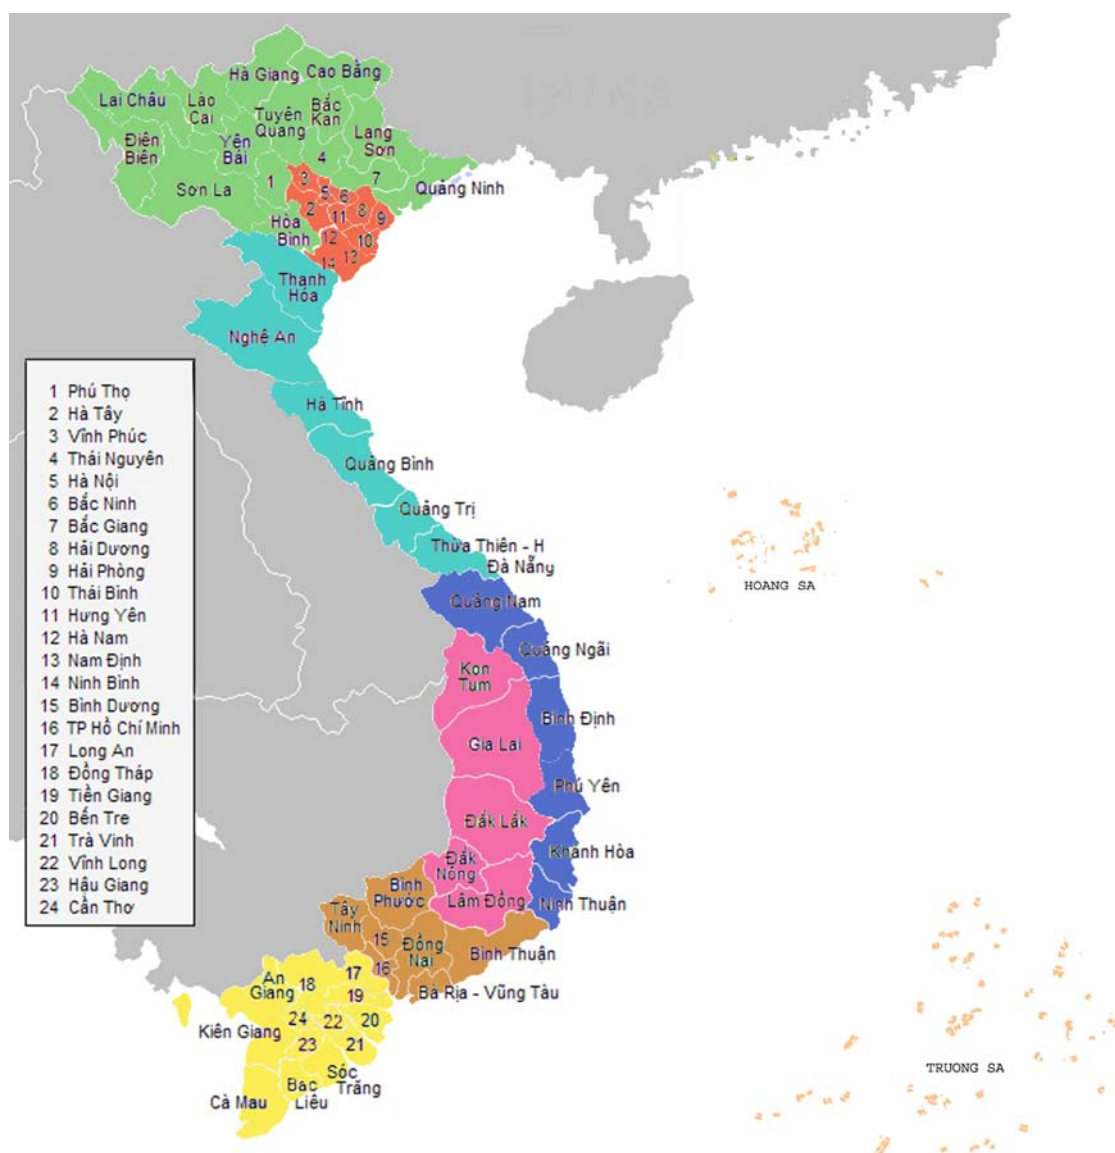 Hà Giang
Cao Bằng
Lai Châu
Lào
Cai
Tuyên
Quang
Bắc
Kan
Lạng
Sơn
Điên
Biên
Yên
Bái
4
Sơn La
1
3
7
Quảng Ninh
5
6
2
11
8
9
Hòa
Bình
12
10
13
14
Thanh
Hóa
Nghệ An
Hà Tĩnh
Quảng Bình
Quảng Trị
Thừa Thiên - H
Đà Nẵng
Quảng Nam
Quảng Ngãi
Kon
Tum
Bình Định
Gia Lai
Phú Yên
Đắk Lắk
Khánh Hòa
Đắk
Nông
Bình
Phước
Lâm Đồng
Ninh Thuận
Tây
Ninh
15
Đồng
Nai
Bình Thuận
16
Bà Rịa - Vũng Tàu
An
Giang
18
17
19
Kiên Giang
24
22
20
23
21
Sóc
Trăng
Bạc
Liêu
Cà Mau
1 Phú Thọ
2 Hà Tây
3 Vĩnh Phúc
4 Thái Nguyên
5 Hà Nội
6 Bắc Ninh
7 Bắc Giang
8 Hải Dương
9 Hải Phòng
10 Thái Bình
11 Hưng Yên
12 Hà Nam
13 Nam Định
14 Ninh Bình
15 Bình Dương
16 TP Hồ Chí Minh
17 Long An
18 Đồng Tháp
19 Tiền Giang
20 Bến Tre
21 Trà Vinh
22 Vĩnh Long
23 Hậu Giang
24 Cần Thơ
HOANG SA
TRUONG SA